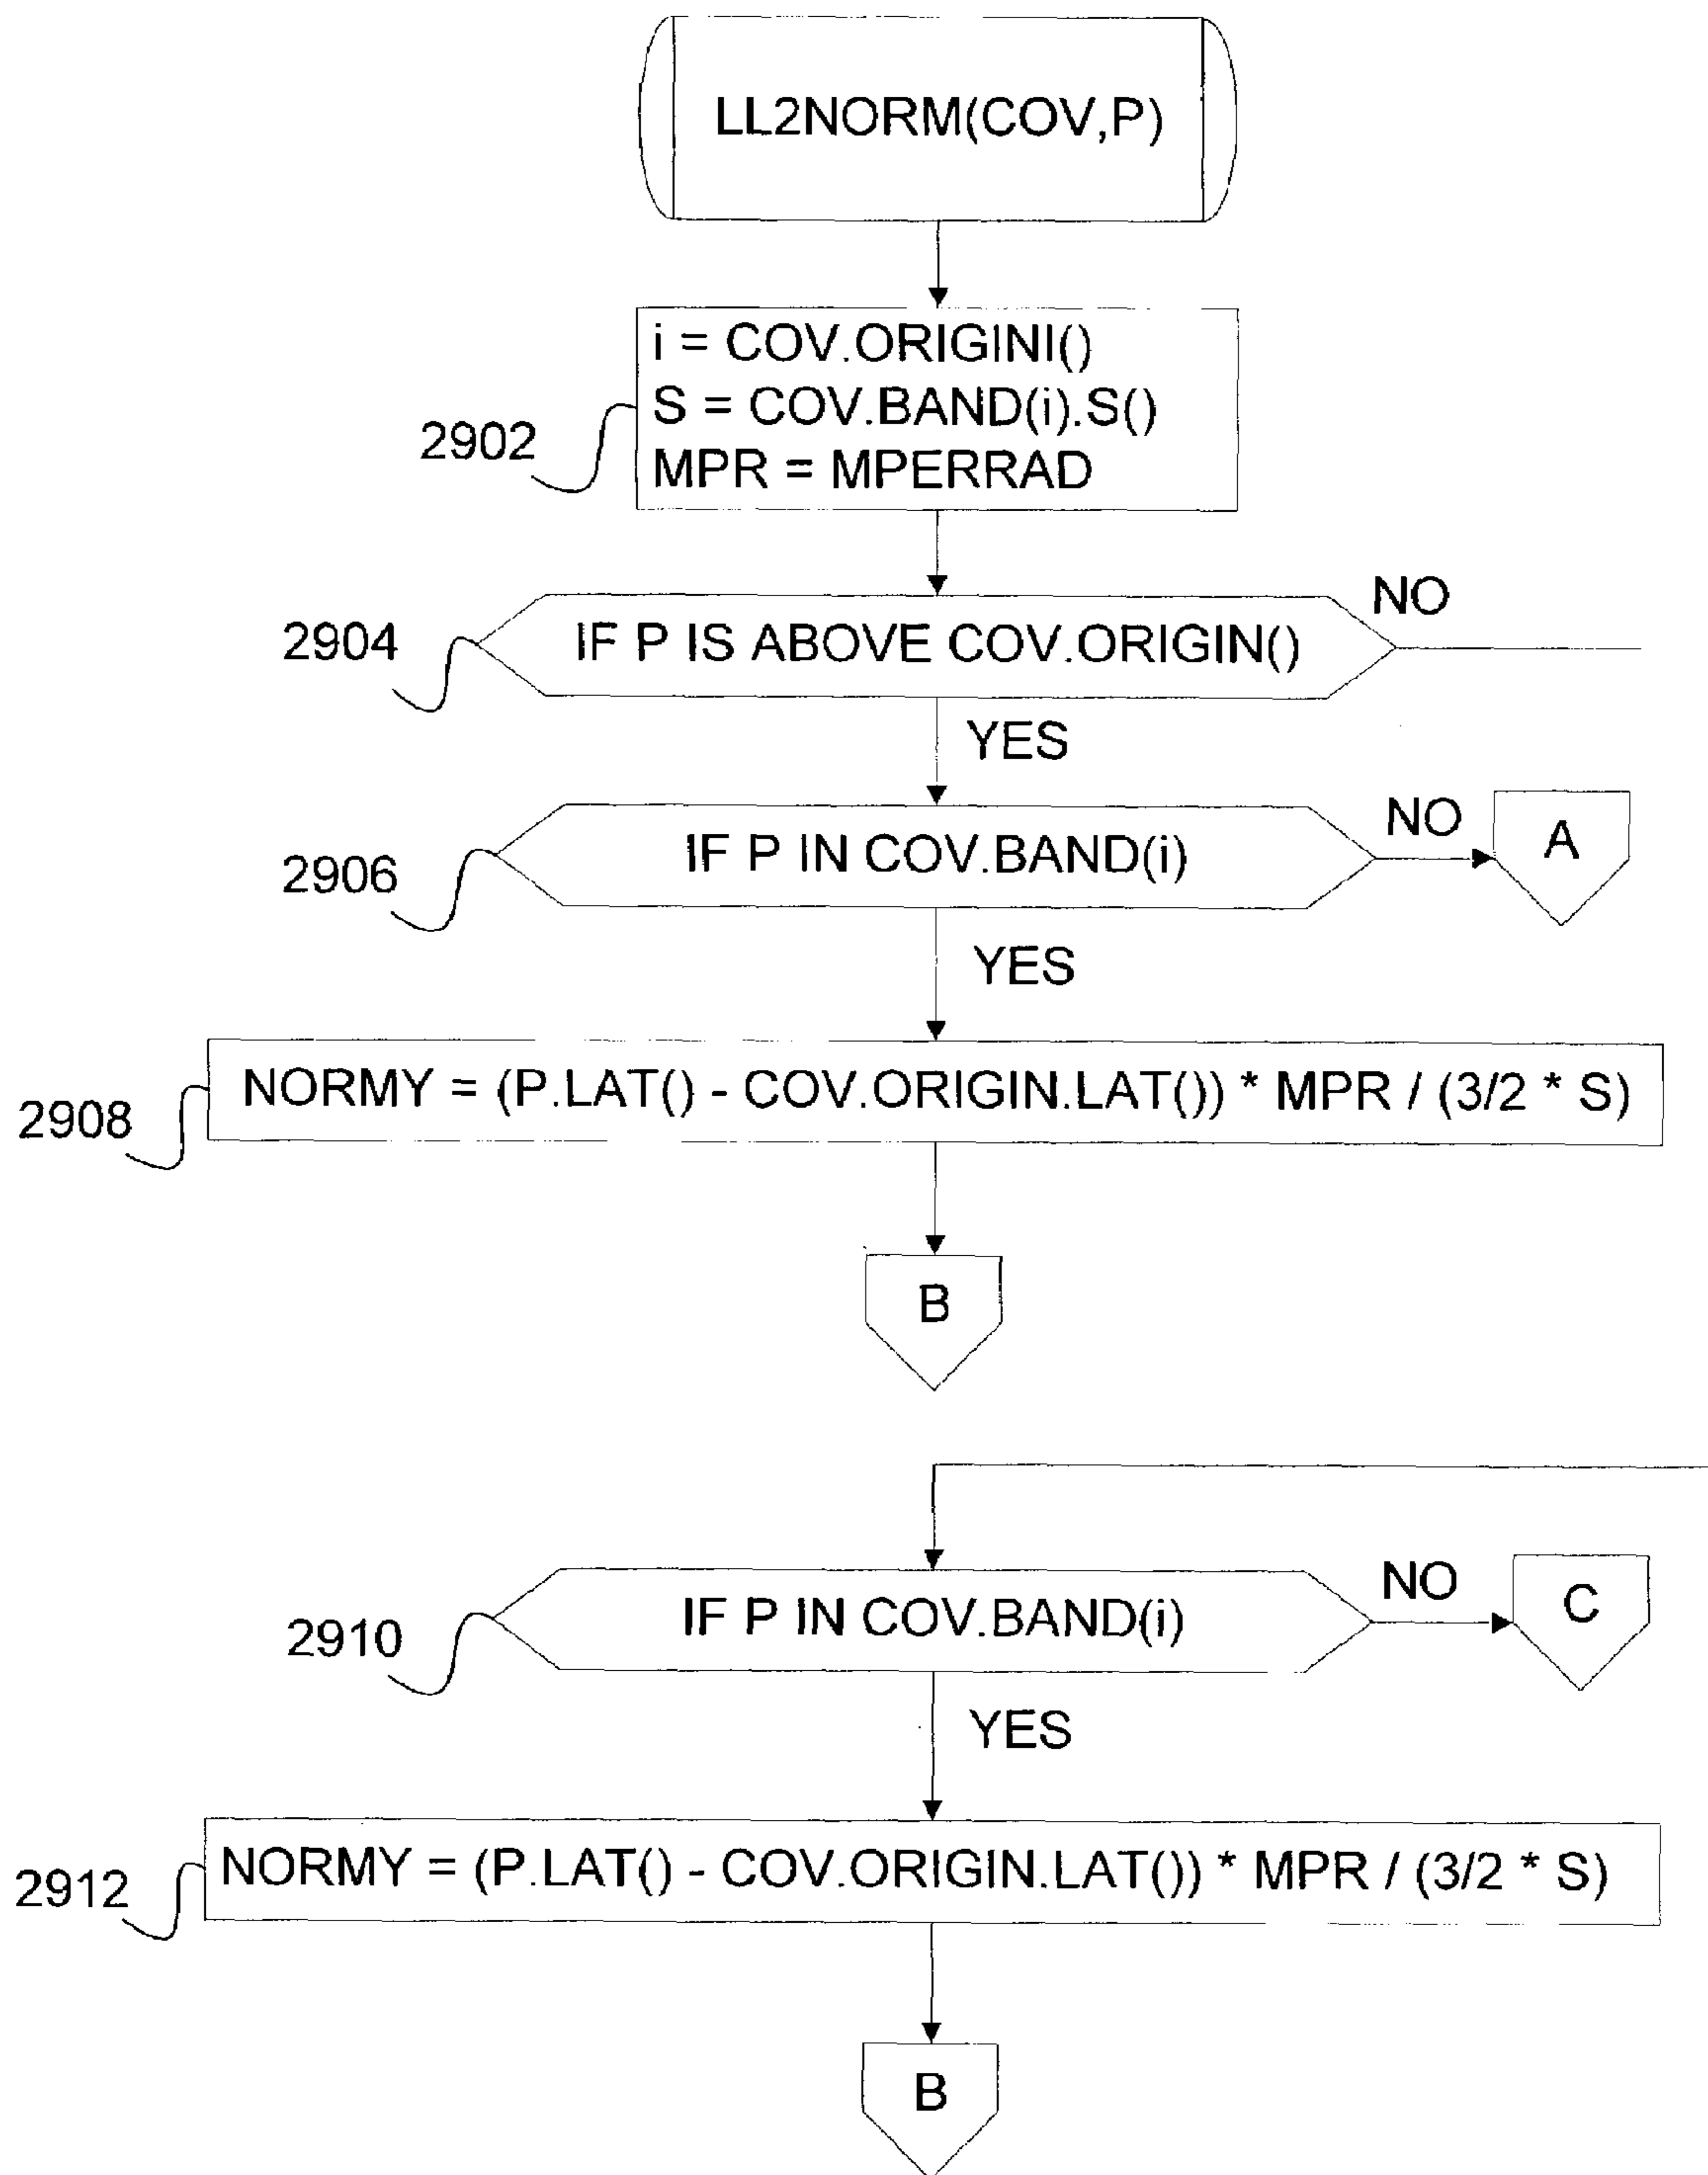 LL2NORM(COV,P)
i = COV.ORIGINI()
S = COV.BAND(i).S()
MPR = MPERRAD
2902
NO
2904
IF P IS ABOVE COV.ORIGIN()
YES
NO
A
2906
IF P IN COV.BAND(i)
YES
2908
NORMY = (P.LAT() - COV.ORIGIN.LAT()) * MPR / (3/2 * S)
B
NO
C
2910
IF P IN COV.BAND(i)
YES
2912
NORMY = (P.LAT() - COV.ORIGIN.LAT()) * MPR / (3/2 * S)
B